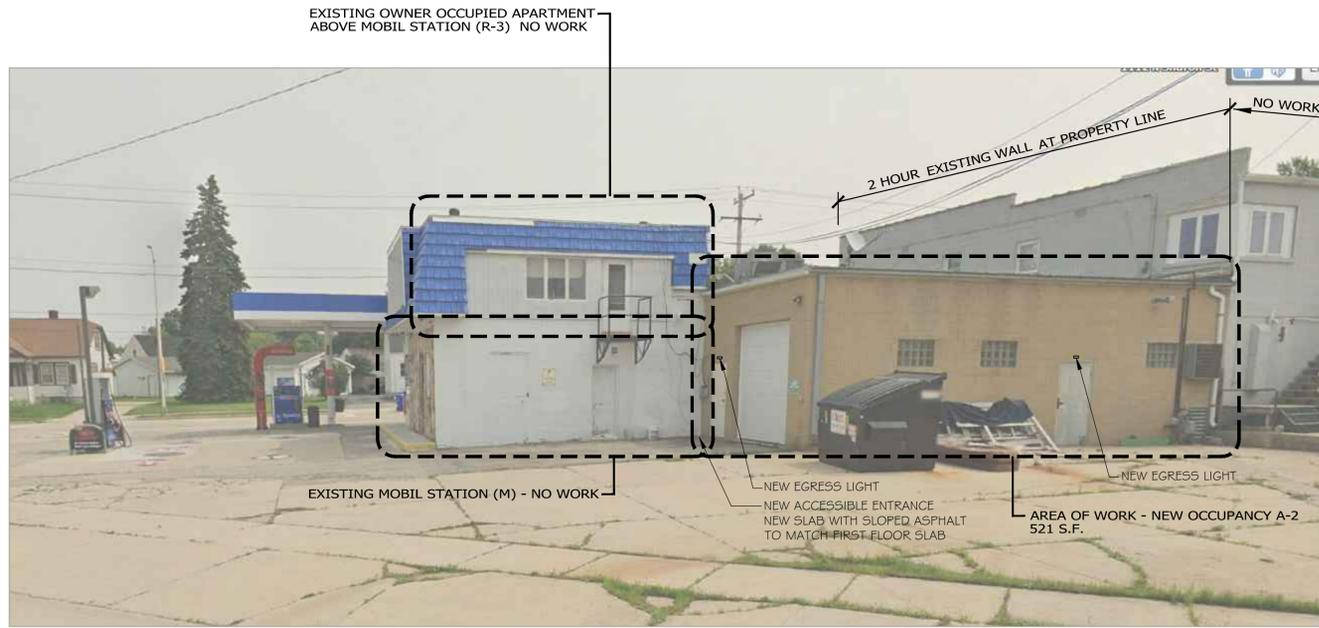 EXISTING OWNER OCCUPIED APARTMENT
ABOVE MOBIL STATION (R-3)  NO WORK
2 HOUR EXISTING WALL AT PROPERTY LINE
NO WORK
NEW EGRESS LIGHT
NEW ACCESSIBLE ENTRANCE
NEW SLAB WITH SLOPED ASPHALT
TO MATCH FIRST FLOOR SLAB
NEW EGRESS LIGHT
EXISTING MOBIL STATION (M) - NO WORK
AREA OF WORK - NEW OCCUPANCY A-2
521 S.F.